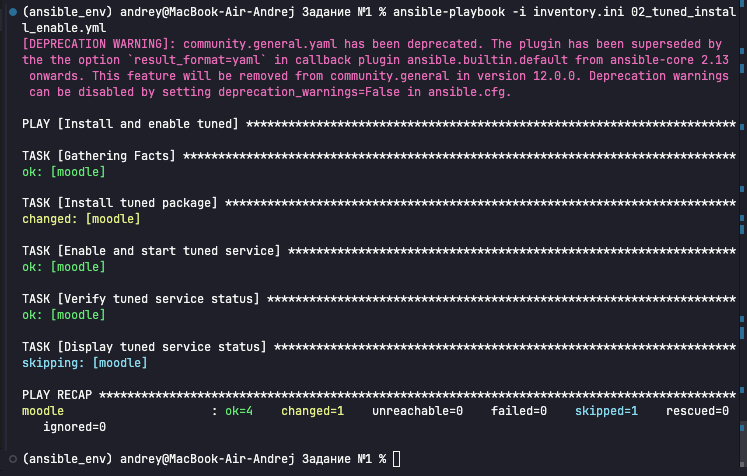 (ansible_env) andrey@MacBook-Air-Andrej Задание №1 % ansible-playbook -i inventory.ini 02_tuned_instal
l_enable.yml
[DEPRECATION WARNING]: community.general.yaml has been deprecated. The plugin has been superseded by
the the option `result_format=yaml` in callback plugin ansible.builtin.default from ansible-core 2.13
onwards. This feature will be removed from community.general in version 12.0.0. Deprecation warnings
can be disabled by setting deprecation_warnings=False in ansible.cfg.
PLAY [Install and enable tuned] **********************************************************************
TASK [Gathering Facts] *******************************************************************************
ok: [moodle]
TASK [Install tuned package] *************************************************************************
changed: [moodle]
TASK [Enable and start tuned service] ****************************************************************
ok: [moodle]
TASK [Verify tuned service status] *******************************************************************
ok: [moodle]
TASK [Display tuned service status] ******************************************************************
skipping: [moodle]
PLAY RECAP *******************************************************************************************
moodle                     : ok=4    changed=1    unreachable=0    failed=0    skipped=1    rescued=0
ignored=0
(ansible_env) andrey@MacBook-Air-Andrej Задание №1 %